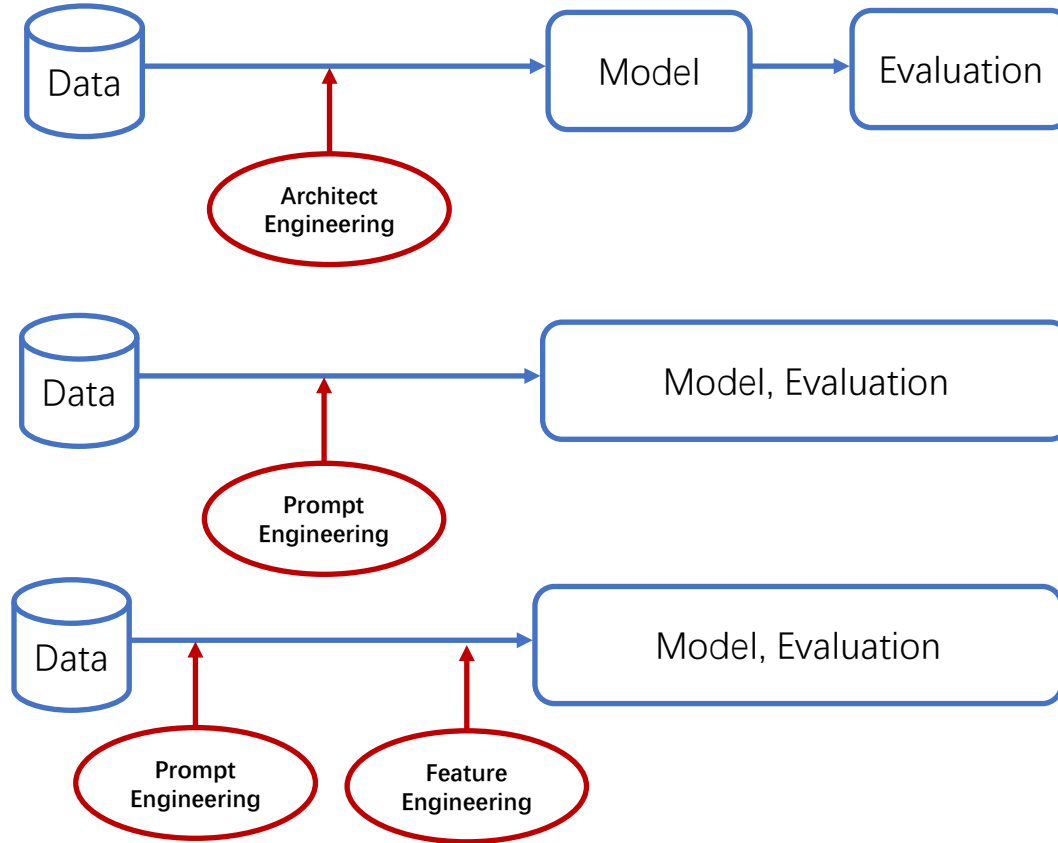 Data
Model
Evaluation
Architect
Engineering
Data
Model, Evaluation
Prompt
Engineering
Data
Model, Evaluation
Prompt
Engineering
Feature
Engineering